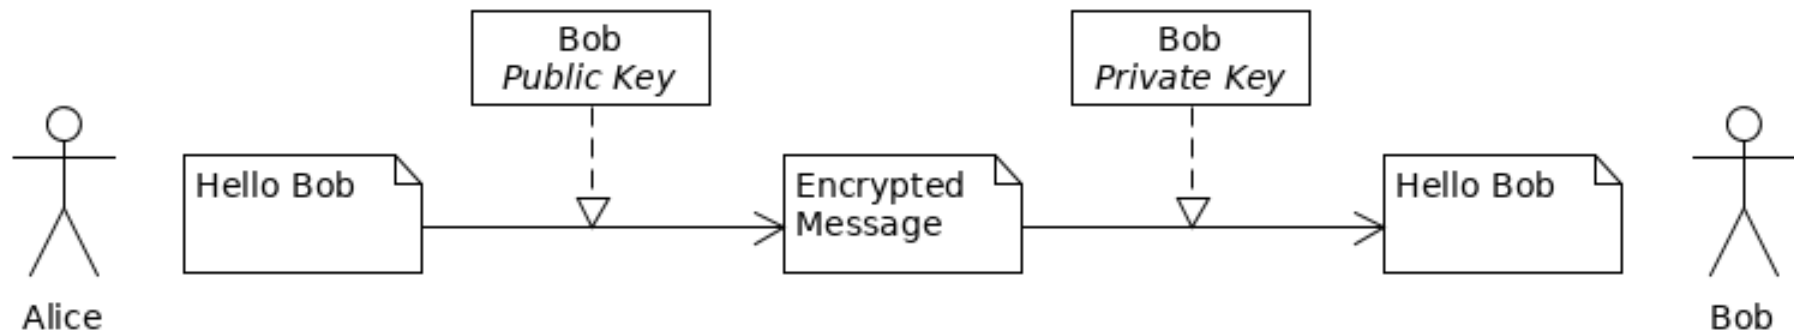 Bob
Public Key
Bob
Private Key
Hello Bob
Encrypted
Message
Hello Bob
Alice
Bob